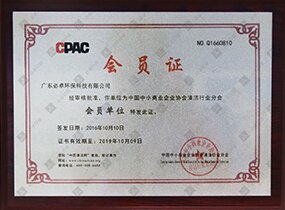 CPAC
NO.Q1660810
会员证
广东必卓环保科技有限公司
经审核批准，你单位为中国中小商业企业协会清洁行业分会
会员单位 特发此证。
签发日期：2016年10月10日
证书有效期至：2019年10月09日
中国中小商业企业协会清洁行业分会